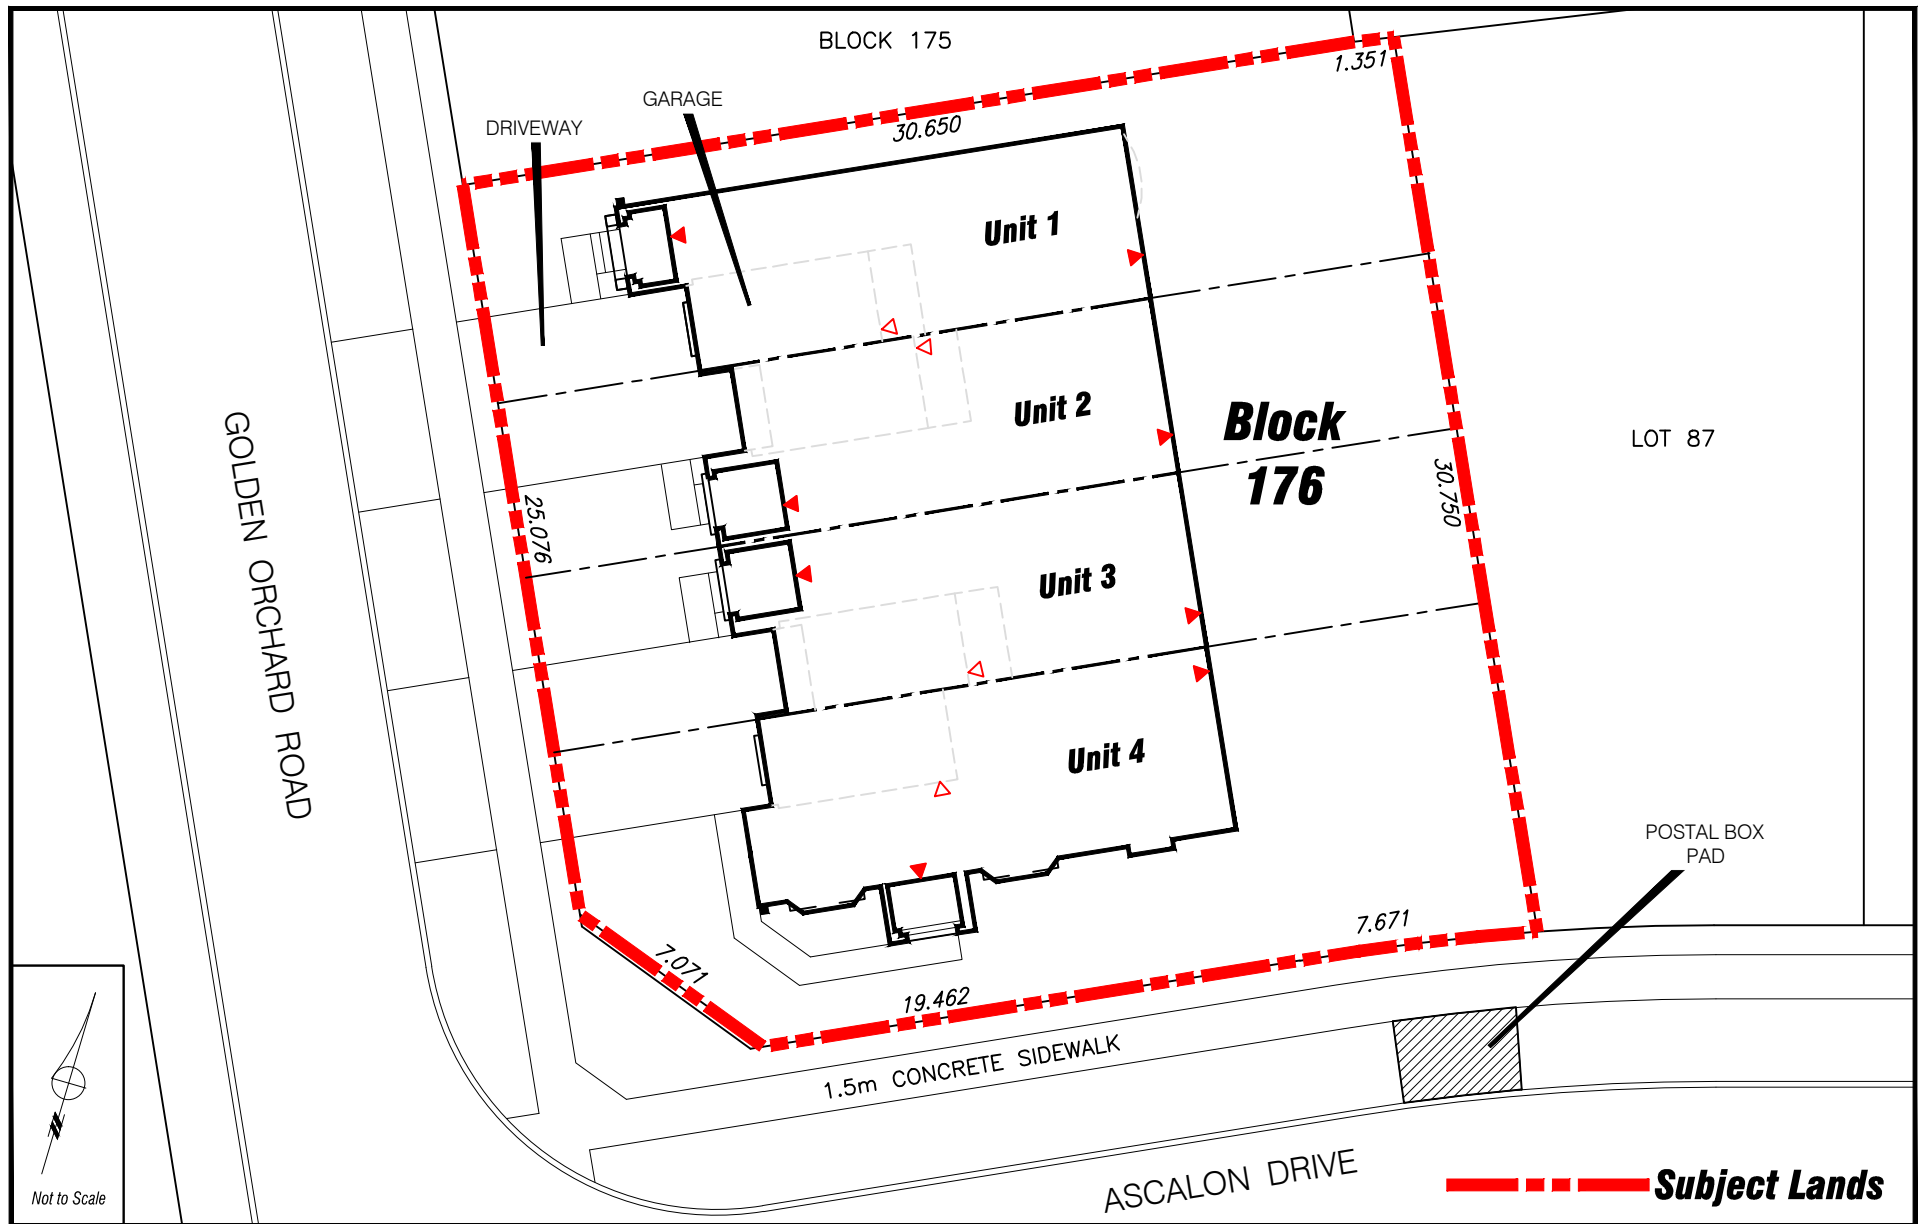 BLOCK 175
1.351
GARAGE
30.650
DRIVEWAY
Unit 1
Unit 2
Block
176
LOT 87
GOLDEN ORCHARD ROAD
25.076
30.750
Unit 3
Unit 4
POSTAL BOX
PAD
7.671
7.071
19.462
1.5m CONCRETE SIDEWALK
N
Not to Scale
ASCALON DRIVE
Subject Lands